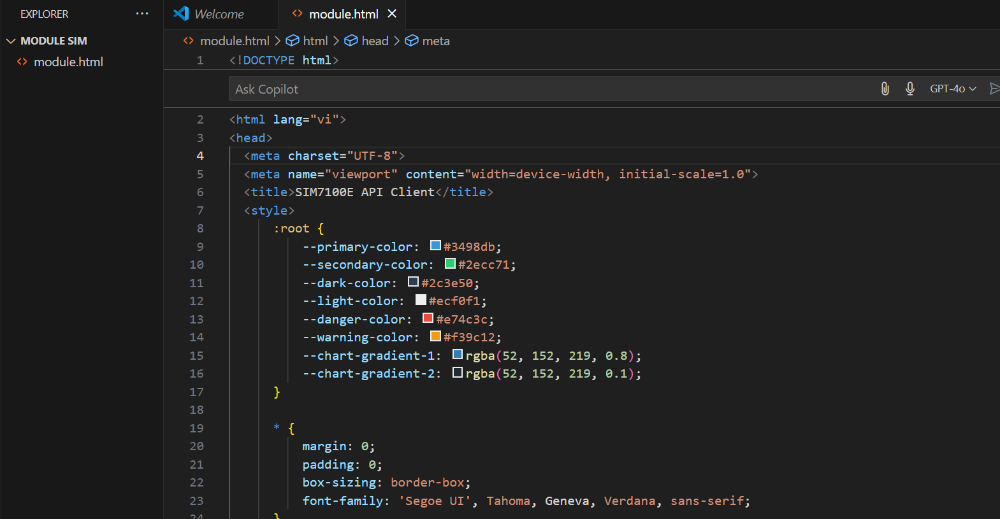 EXPLORER ...
MODULE SIM
module.html
Welcome
module.html
module.html > html > head > meta
1 <!DOCTYPE html>
Ask Copilot
GPT-4o
2 <html lang="vi">
3 <head>
4 <meta charset="UTF-8">
5 <meta name="viewport" content="width=device-width, initial-scale=1.0">
6 <title>SIM7100E API Client</title>
7 <style>
8 :root {
9 --primary-color: #3498db;
10 --secondary-color: #2ecc71;
11 --dark-color: #2c3e50;
12 --light-color: #ecf0f1;
13 --danger-color: #e74c3c;
14 --warning-color: #f39c12;
15 --chart-gradient-1: rgba(52, 152, 219, 0.8);
16 --chart-gradient-2: rgba(52, 152, 219, 0.1);
17 }
18
19 * {
20 margin: 0;
21 padding: 0;
22 box-sizing: border-box;
23 font-family: 'Segoe UI', Tahoma, Geneva, Verdana, sans-serif;
24 }